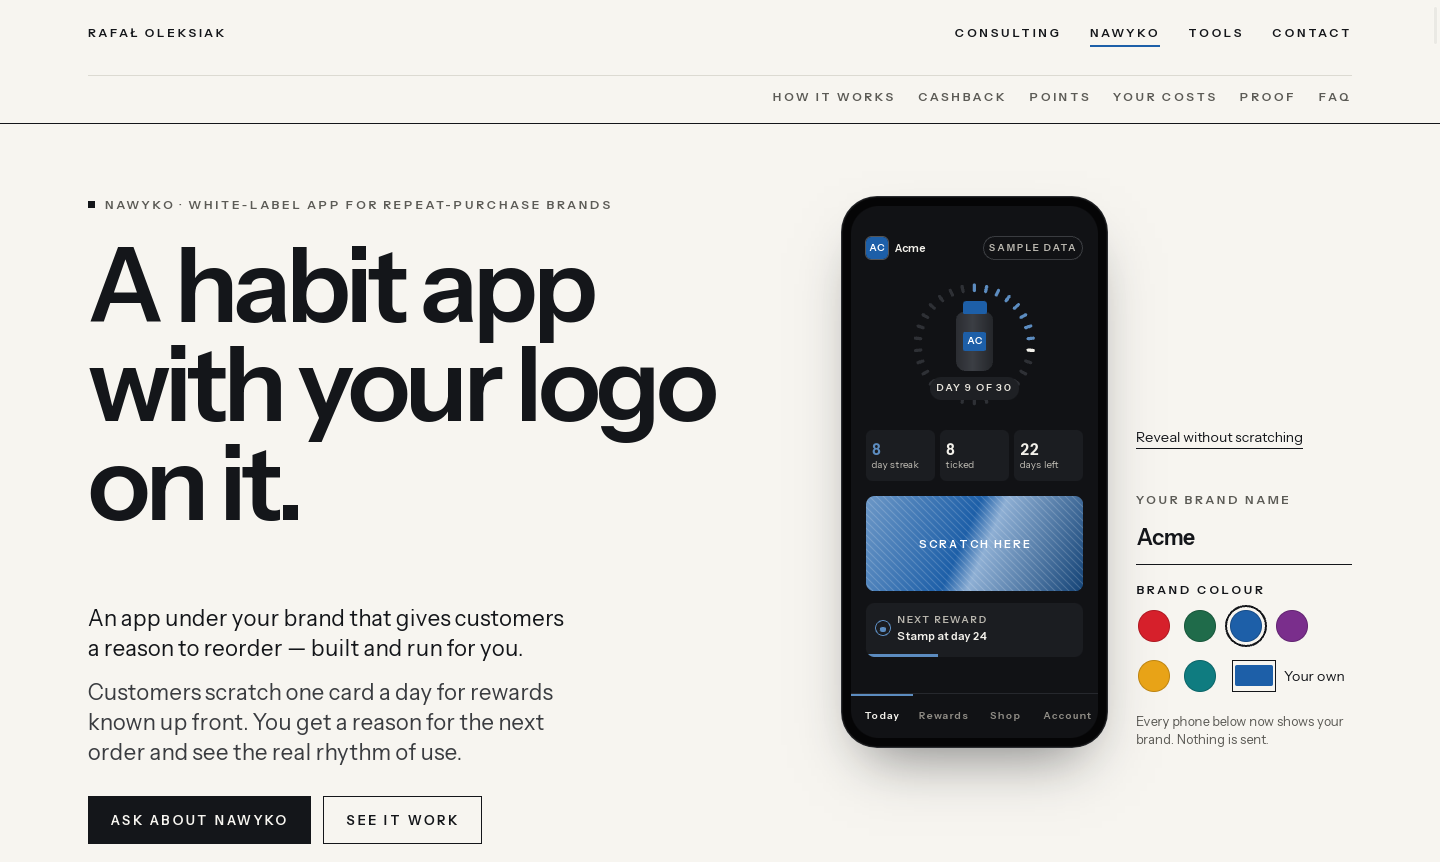 RAFAŁ OLEKSIAK
CONSULTING NAWYKO TOOLS CONTACT
HOW IT WORKS CASHBACK POINTS YOUR COSTS PROOF FAQ
NAWYKO · WHITE-LABEL APP FOR REPEAT-PURCHASE BRANDS
A habit app
with your logo
on it.
An app under your brand that gives customers
a reason to reorder — built and run for you.
Customers scratch one card a day for rewards
known up front. You get a reason for the next
order and see the real rhythm of use.
ASK ABOUT NAWYKO SEE IT WORK
AC Acme SAMPLE DATA
AC
DAY 9 OF 30
8 8 22
day streak ticked days left
SCRATCH HERE
NEXT REWARD
Stamp at day 24
Today Rewards Shop Account
Reveal without scratching
YOUR BRAND NAME
Acme
BRAND COLOUR
Your own
Every phone below now shows your
brand. Nothing is sent.